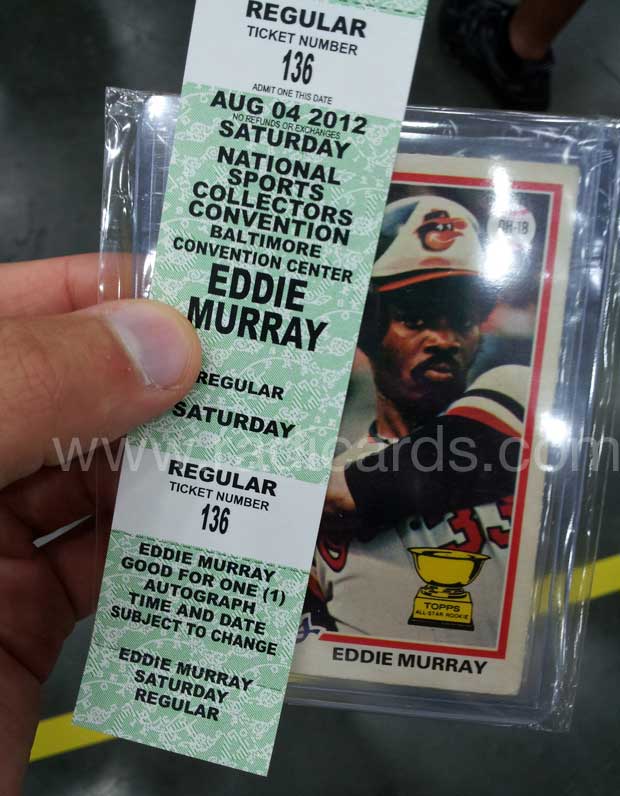 REGULAR
TICKET NUMBER
136
ADMIT ONE THIS DATE
AUG 04 2012
NO REFUNDS OR EXCHANGES
SATURDAY
NATIONAL
SPORTS
COLLECTORS
CONVENTION
BALTIMORE
CONVENTION CENTER
EDDIE
MURRAY
REGULAR
SATURDAY
REGULAR
TICKET NUMBER
136
EDDIE MURRAY
GOOD FOR ONE (1)
AUTOGRAPH
TIME AND DATE
SUBJECT TO CHANGE
EDDIE MURRAY
SATURDAY
REGULAR
DH-1B
33
TOPPS
ALL-STAR ROOKIE
EDDIE MURRAY